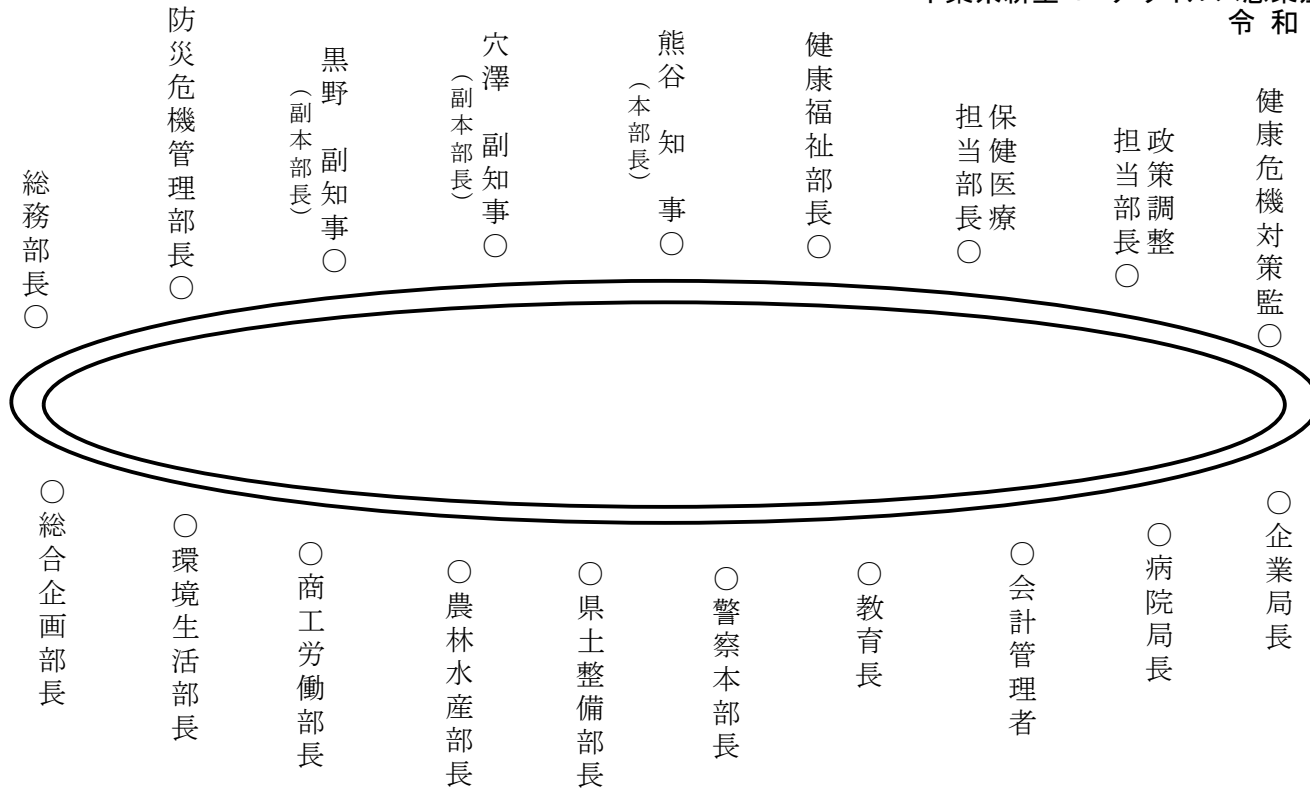 令 和
健康危機対策監○
政策調整
担当部長○
保健医療
担当部長○
健康福祉部長○
熊谷 知 事○
(本部長)
穴澤 副知事○
(副本部長)
黒野 副知事○
(副本部長)
防災危機管理部長○
総務部長○
○企業局長
○病院局長
○会計管理者
○教育長
○警察本部長
○県土整備部長
○農林水産部長
○商工労働部長
○環境生活部長
○総合企画部長